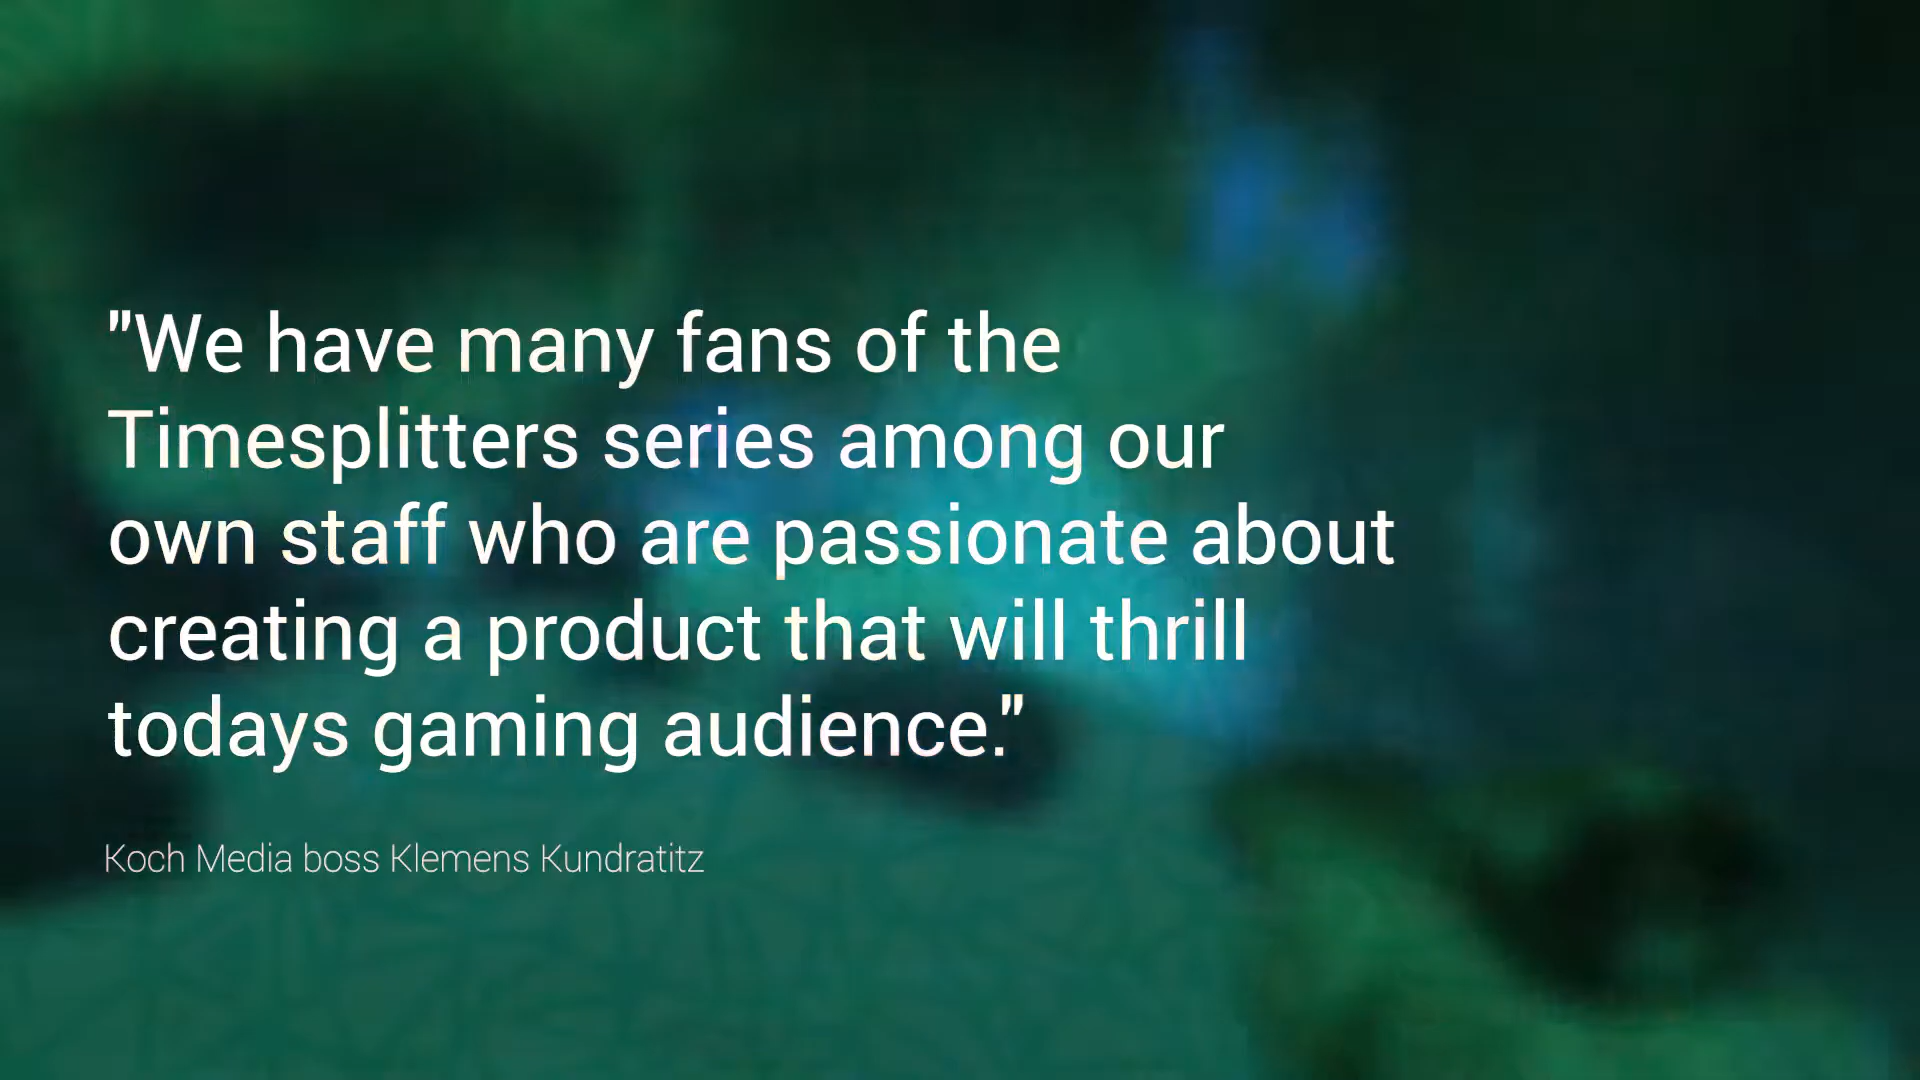 "We have many fans of the
Timesplitters series among our
own staff who are passionate about
creating a product that will thrill
todays gaming audience."
Koch Media boss Klemens Kundratitz